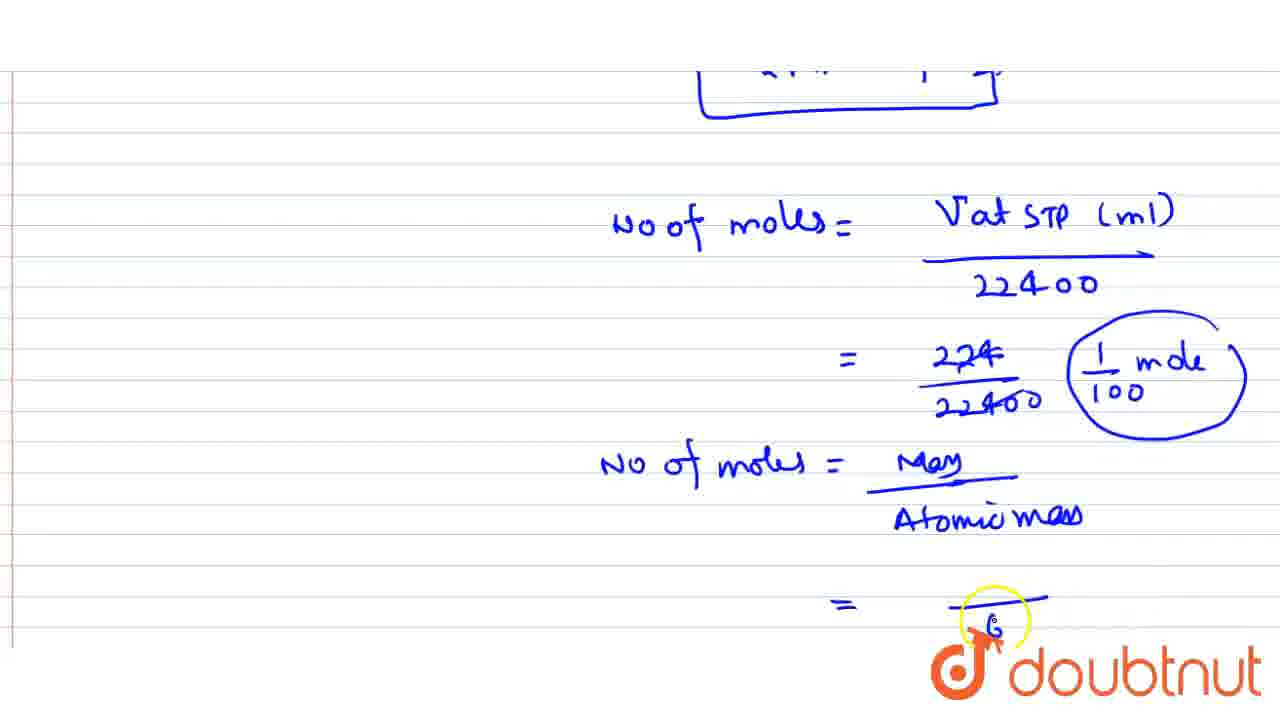 No of moles = V at STP (ml)
22400
= 224
22400
1
100
mole
No of moles = Mass
Atomic mass
=
6
doubtnut